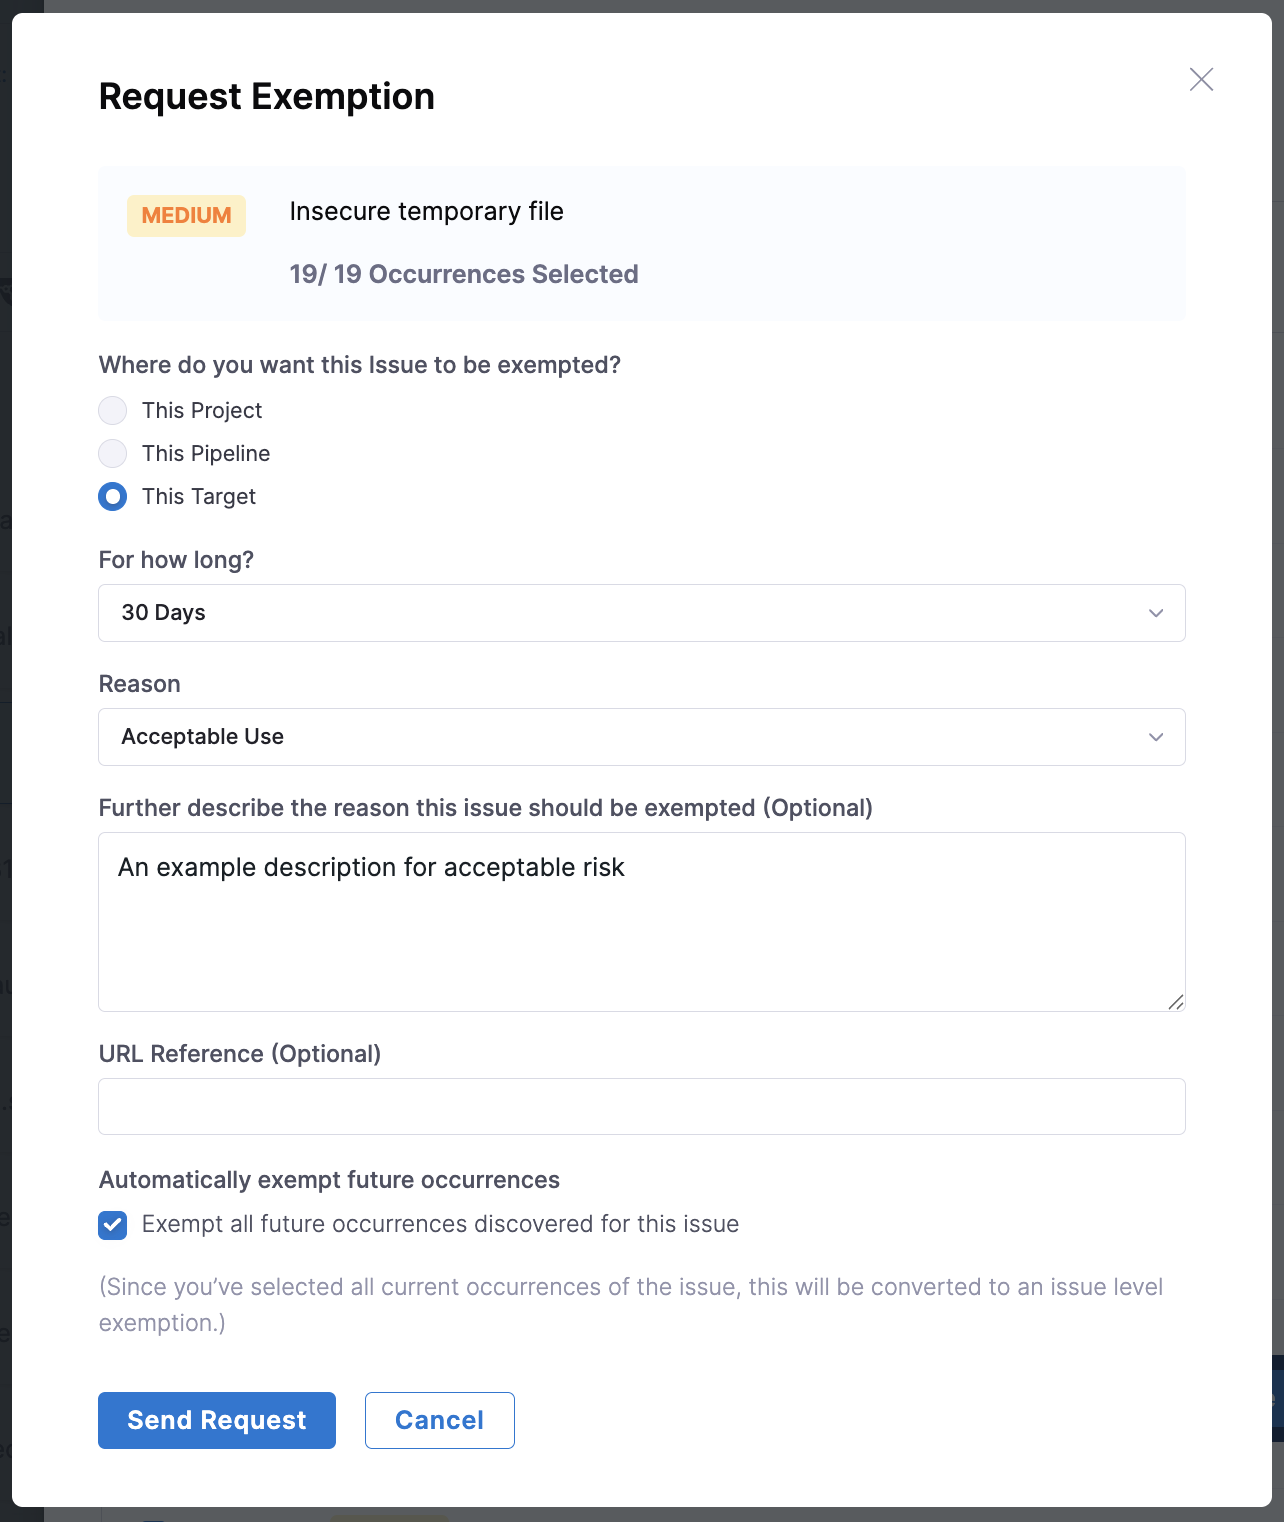 Request Exemption
MEDIUM
Insecure temporary file
19/ 19 Occurrences Selected
Where do you want this Issue to be exempted?
This Project
This Pipeline
This Target
For how long?
30 Days
Reason
Acceptable Use
Further describe the reason this issue should be exempted (Optional)
An example description for acceptable risk
URL Reference (Optional)
Automatically exempt future occurrences
Exempt all future occurrences discovered for this issue
(Since you’ve selected all current occurrences of the issue, this will be converted to an issue level
exemption.)
Send Request
Cancel